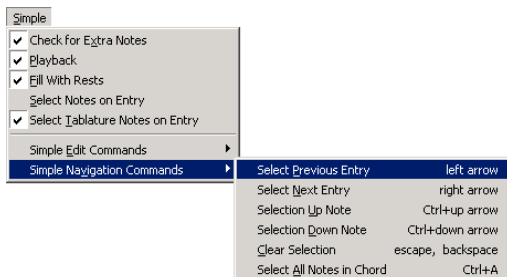 Simple
Check for Extra Notes
Playback
Fill With Rests
Select Notes on Entry
Select Tablature Notes on Entry
Simple Edit Commands
Simple Navigation Commands
Select Previous Entry left arrow
Select Next Entry right arrow
Selection Up Note Ctrl+up arrow
Selection Down Note Ctrl+down arrow
Clear Selection escape, backspace
Select All Notes in Chord Ctrl+A